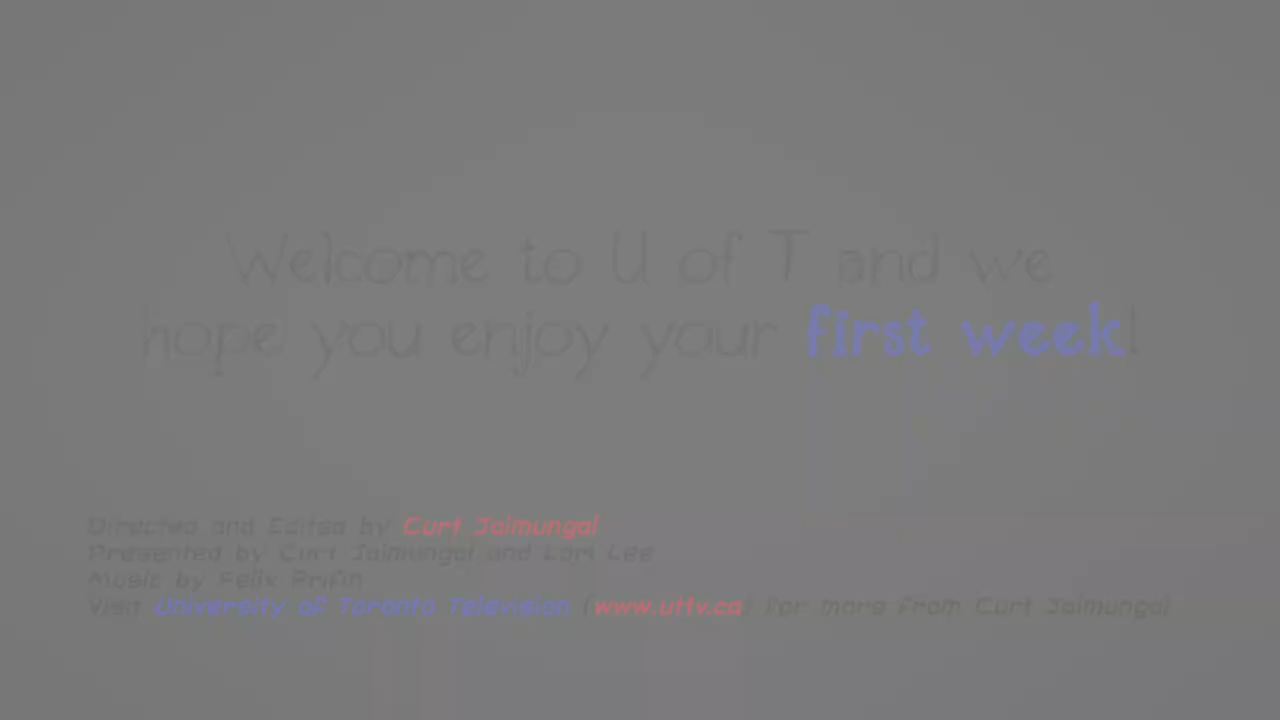 Welcome to U of T and we
hope you enjoy your first week!
Directed and Edited by Curt Jaimungal
Presented by Curt Jaimungal and Lori Lee
Music by Felix
Visit University of Toronto Television (www.uttv.ca) for more from Curt Jaimungal